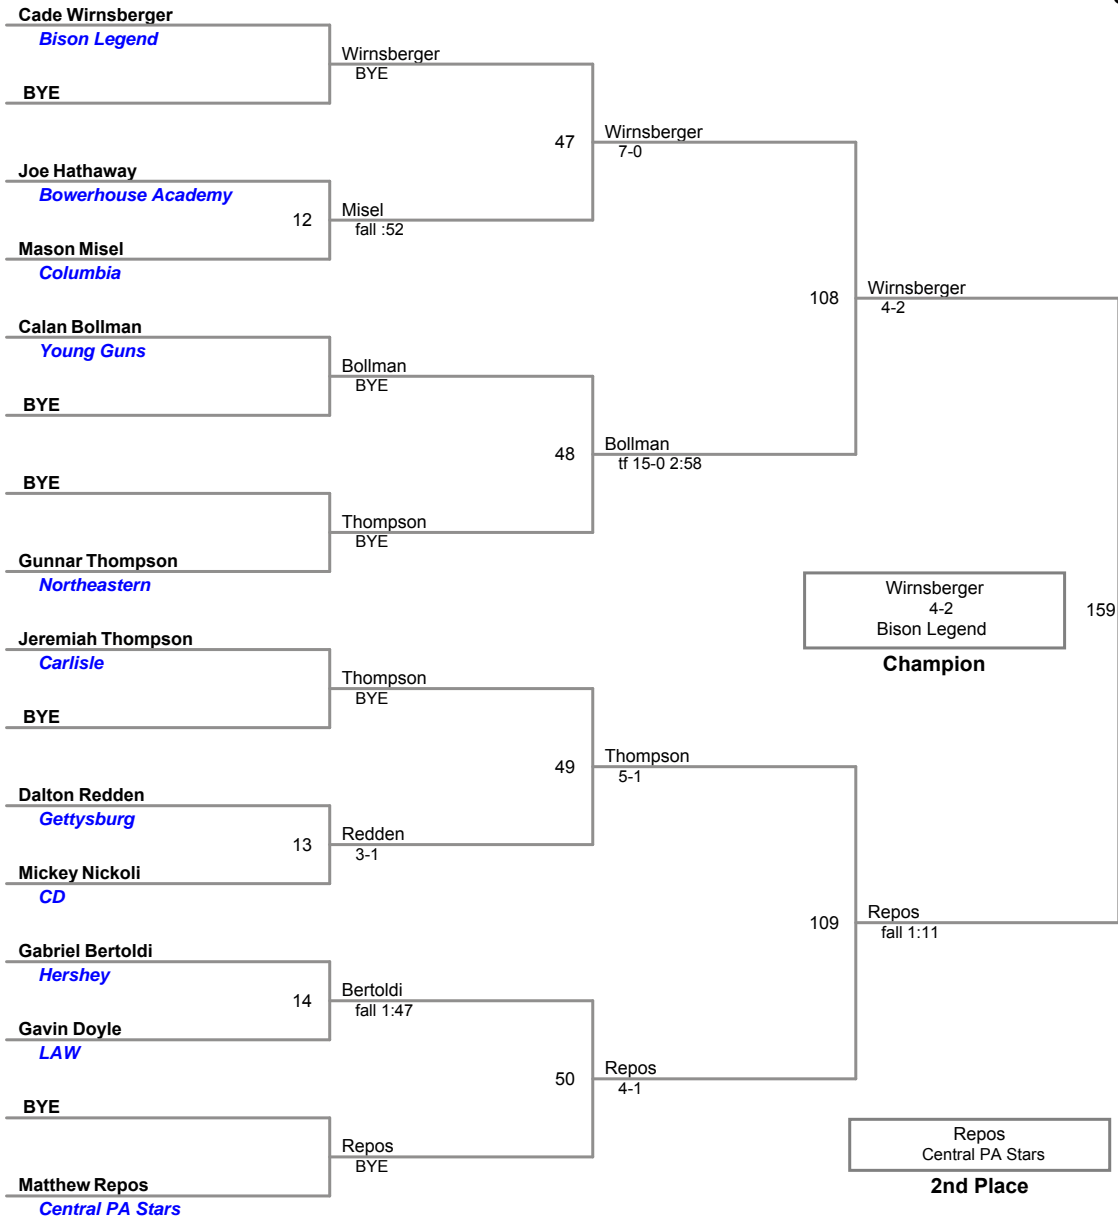 Cade Wirnsberger
Bison Legend
BYE
Wirnsberger
BYE
Joe Hathaway
Bowerhouse Academy
Mason Misel
Columbia
12
Misel
fall :52
47
Wirnsberger
7-0
Calan Bollman
Young Guns
BYE
Bollman
BYE
BYE
Gunnar Thompson
Northeastern
Thompson
BYE
48
Bollman
tf 15-0 2:58
108
Wirnsberger
4-2
Jeremiah Thompson
Carlisle
BYE
Thompson
BYE
Dalton Redden
Gettysburg
Mickey Nickoli
CD
13
Redden
3-1
49
Thompson
5-1
Gabriel Bertoldi
Hershey
Gavin Doyle
LAW
14
Bertoldi
fall 1:47
BYE
Matthew Repos
Central PA Stars
Repos
BYE
50
Repos
4-1
109
Repos
fall 1:11
159
Wirnsberger
4-2
Bison Legend
Champion
Repos
Central PA Stars
2nd Place